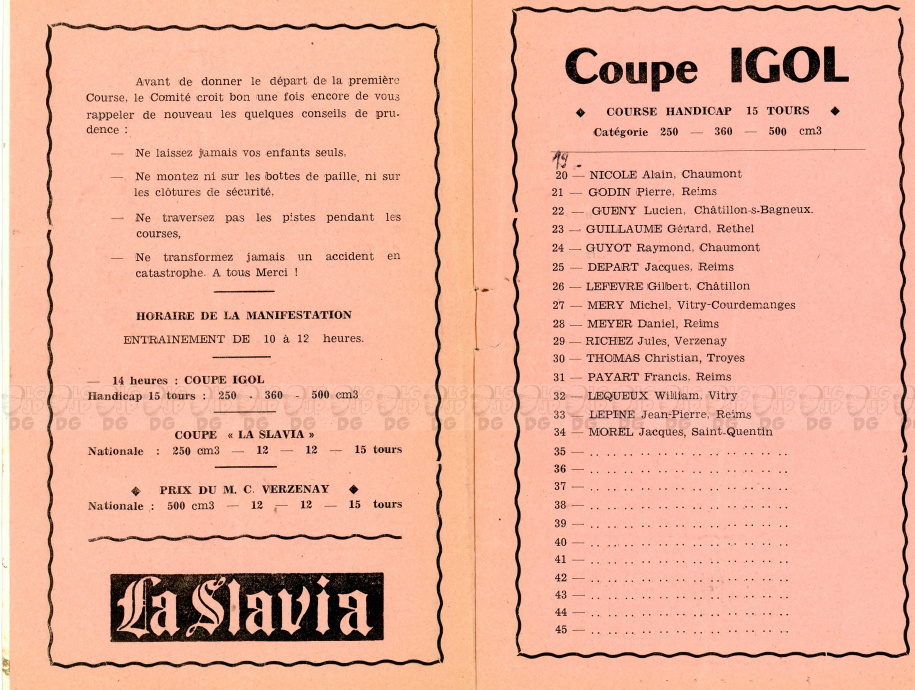 Avant de donner le départ de la première
Course, le Comité croit bon une fois encore de vous
rappeler de nouveau les quelques conseils de pru-
dence :
— Ne laissez jamais vos enfants seuls.
— Ne montez ni sur les bottes de paille, ni sur
les clôtures de sécurité.
— Ne traversez pas les pistes pendant les
courses,
— Ne transformez jamais un accident en
catastrophe. A tous Merci !
HORAIRE DE LA MANIFESTATION
ENTRAINEMENT DE 10 à 12 heures.
— 14 heures : COUPE IGOL
Handicap 15 tours : 250 - 360 - 500 cm3
COUPE « LA SLAVIA »
Nationale : 250 cm3 — 12 — 12 — 15 tours
◆ PRIX DU M. C. VERZENAY ◆
Nationale : 500 cm3 — 12 — 12 — 15 tours
La Slavia
Coupe IGOL
◆ COURSE HANDICAP 15 TOURS ◆
Catégorie 250 — 360 — 500 cm3
19 -
20 — NICOLE Alain, Chaumont
21 — GODIN Pierre, Reims
22 — GUENY Lucien, Châtillon-s-Bagneux.
23 — GUILLAUME Gérard, Rethel
24 — GUYOT Raymond, Chaumont
25 — DEPART Jacques, Reims
26 — LEFEVRE Gilbert, Châtillon
27 — MERY Michel, Vitry-Courdemanges
28 — MEYER Daniel, Reims
29 — RICHEZ Jules, Verzenay
30 — THOMAS Christian, Troyes
31 — PAYART Francis, Reims
32 — LEQUEUX William, Vitry
33 — LEPINE Jean-Pierre, Reims
34 — MOREL Jacques, Saint-Quentin
35 — .. .. .. .. .. .. .. .. .. ..
36 — .. .. .. .. .. .. .. .. .. ..
37 — .. .. .. .. .. .. .. .. .. ..
38 — .. .. .. .. .. .. .. .. .. ..
39 — .. .. .. .. .. .. .. .. .. ..
40 — .. .. .. .. .. .. .. .. .. ..
41 — .. .. .. .. .. .. .. .. .. ..
42 — .. .. .. .. .. .. .. .. .. ..
43 — .. .. .. .. .. .. .. .. .. ..
44 — .. .. .. .. .. .. .. .. .. ..
45 — .. .. .. .. .. .. .. .. .. ..